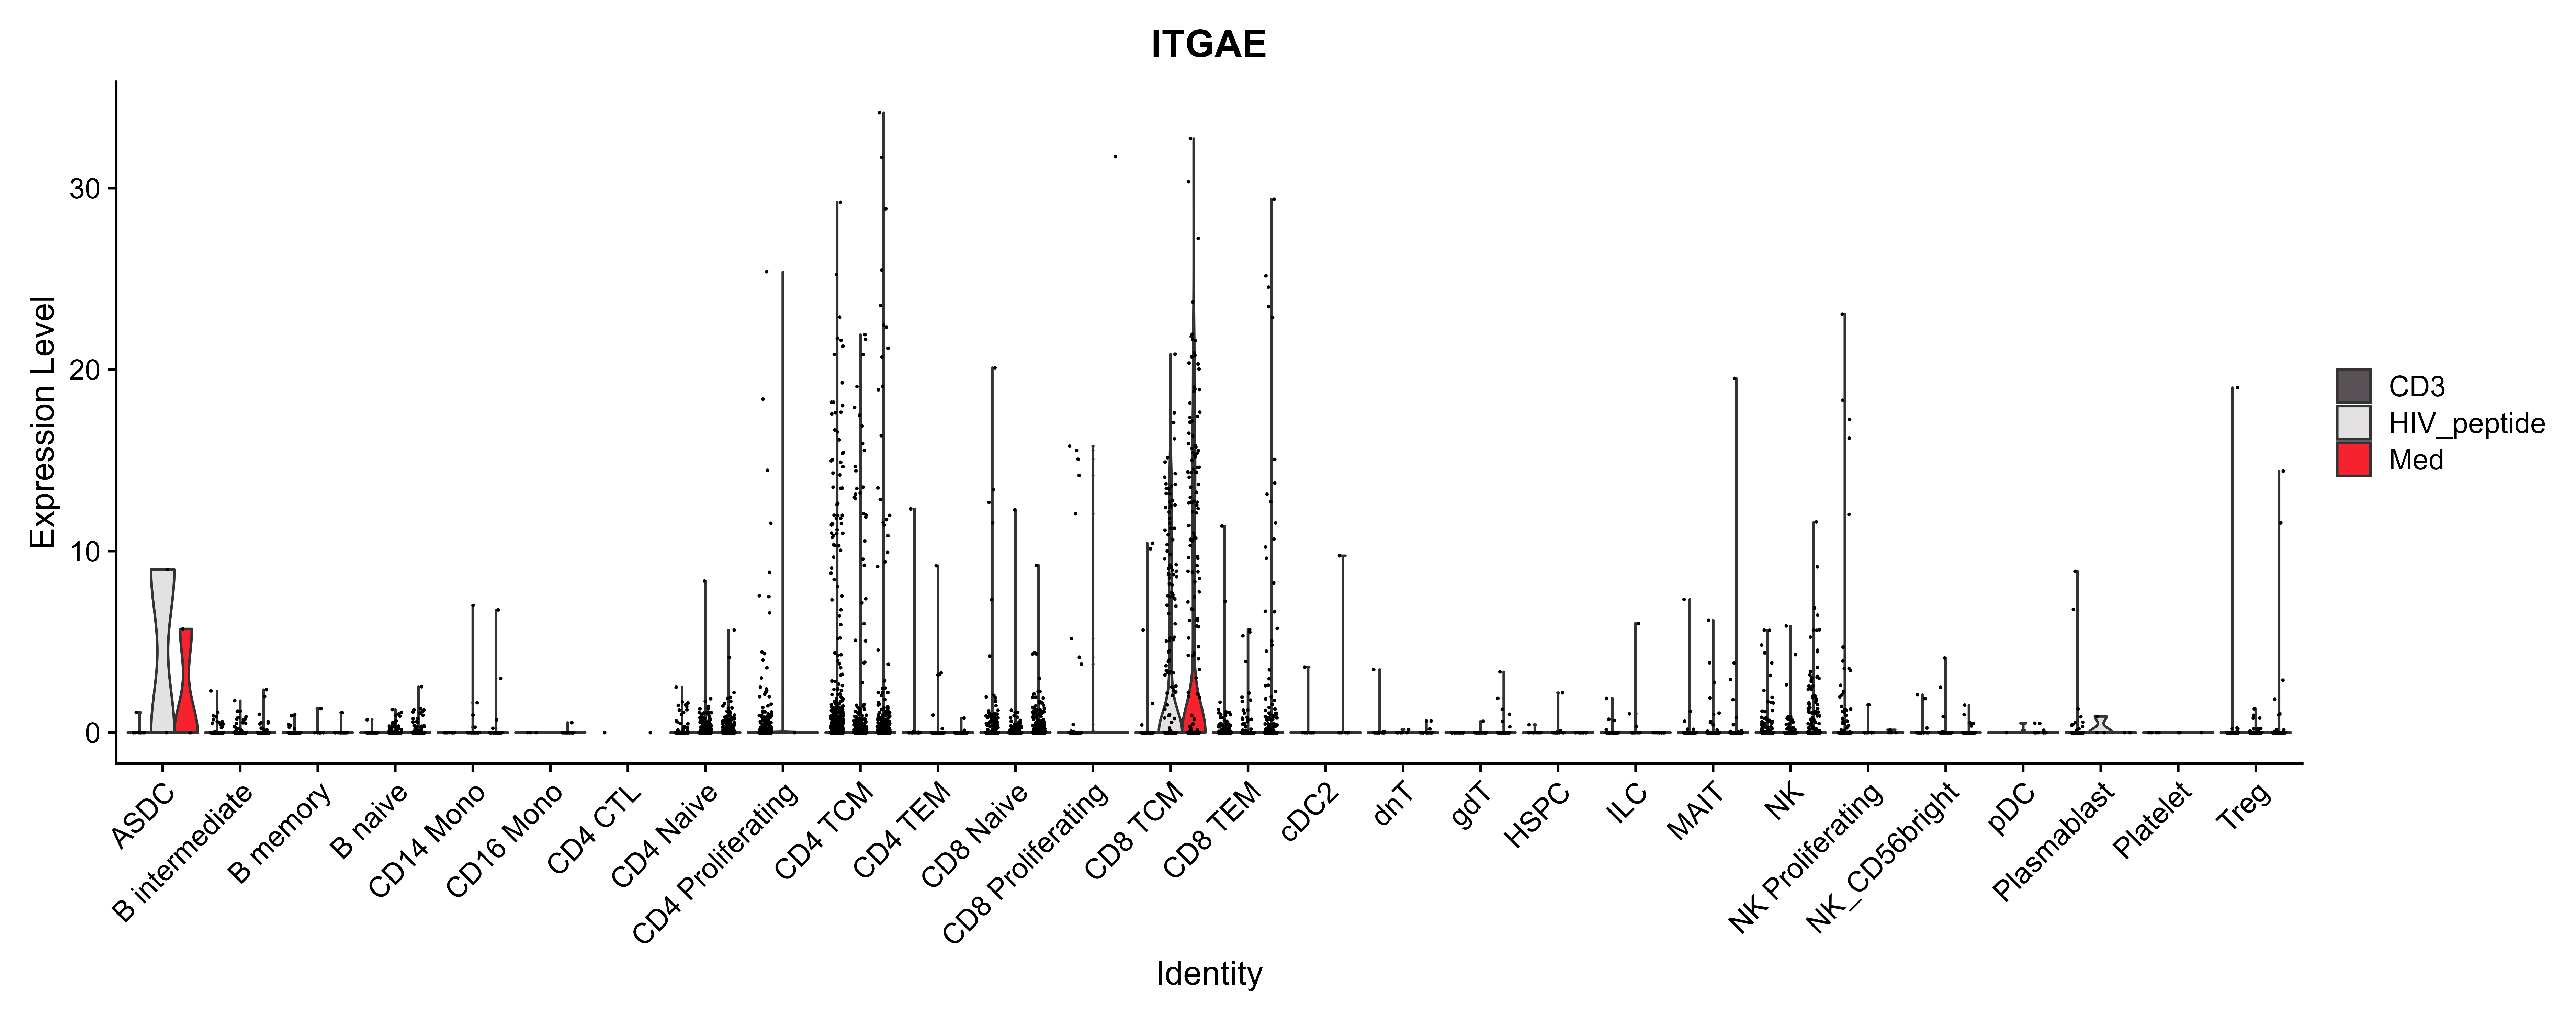 ITGAE
Expression Level
30
20
10
0
CD3
HIV_peptide
Med
ASDC
B intermediate
B memory
B naive
CD14 Mono
CD16 Mono
CD4 CTL
CD4 Naive
CD4 Proliferating
CD4 TCM
CD4 TEM
CD8 Naive
CD8 Proliferating
CD8 TCM
CD8 TEM
cDC2
dnT
gdT
HSPC
ILC
MAIT
NK
NK Proliferating
NK_CD56bright
pDC
Plasmablast
Platelet
Treg
Identity